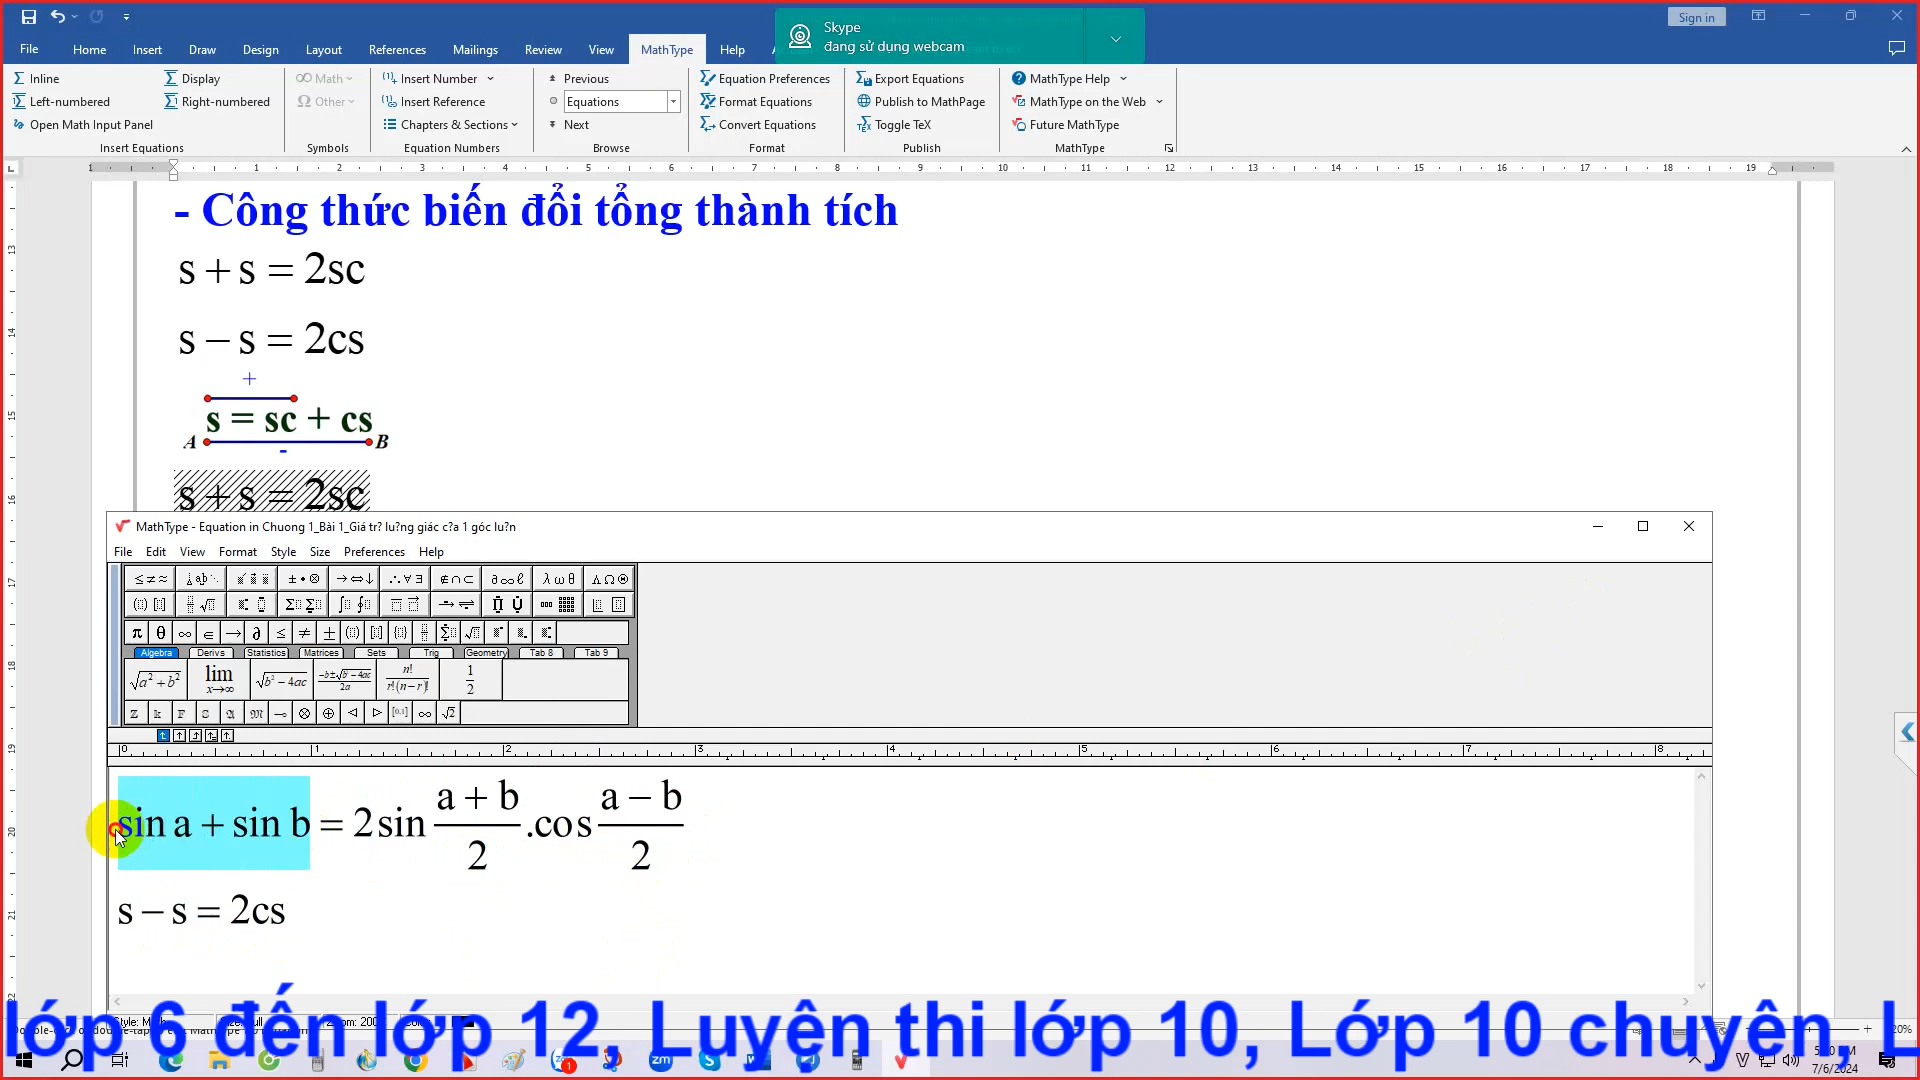 Sign in
Skype
đang sử dụng webcam
File Home Insert Draw Design Layout References Mailings Review View MathType Help
Inline Display Math Insert Number Previous Equation Preferences Export Equations MathType Help
Left-numbered Right-numbered Other Insert Reference Equations Format Equations Publish to MathPage MathType on the Web
Open Math Input Panel Chapters & Sections Next Convert Equations Toggle TeX Future MathType
Insert Equations Symbols Equation Numbers Browse Format Publish MathType
- Công thức biến đổi tổng thành tích
s + s = 2sc
s − s = 2cs
+
s = sc + cs
A B
-
s + s = 2sc
MathType - Equation in Chuong 1_Bài 1_Giá tr? lu?ng giác c?a 1 góc lu?n
File Edit View Format Style Size Preferences Help
Algebra Derivs Statistics Matrices Sets Trig Geometry Tab 8 Tab 9
sin a + sin b = 2sin (a + b)/2 .cos (a − b)/2
s − s = 2cs
lớp 6 đến lớp 12, Luyện thi lớp 10, Lớp 10 chuyên, L
7/6/2024